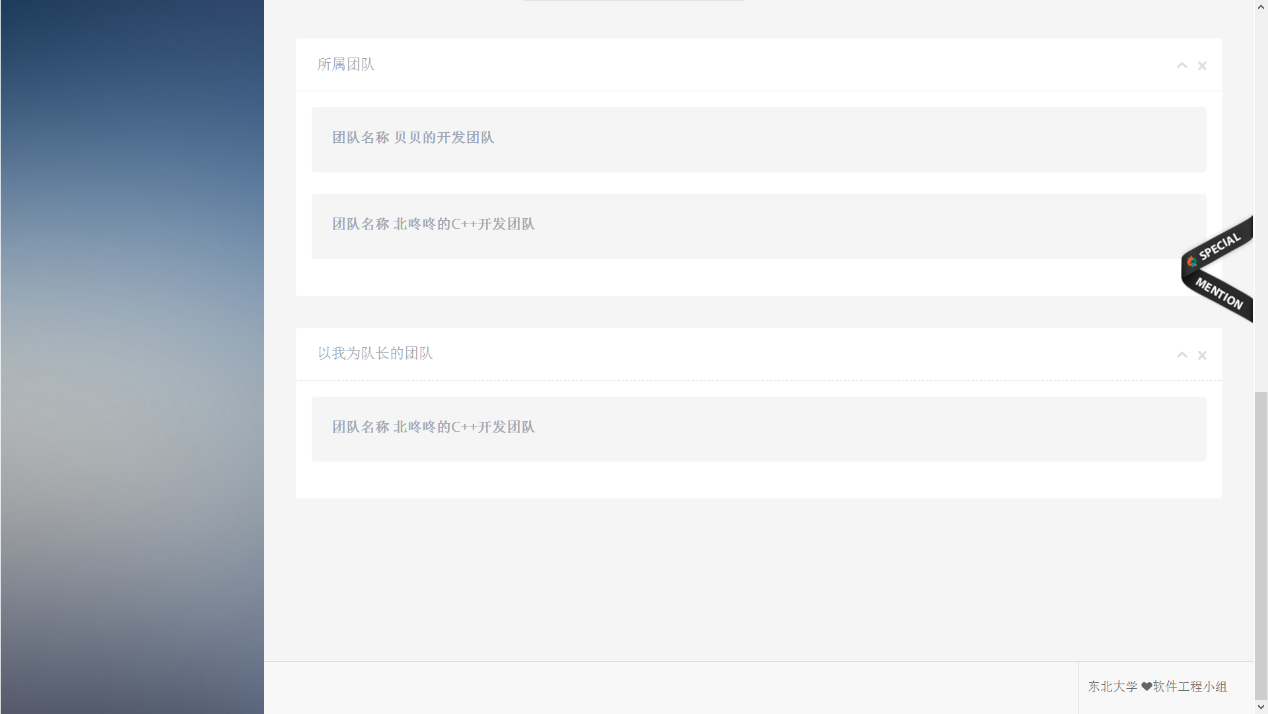 所属团队
团队名称 贝贝的开发团队
团队名称 北咚咚的C++开发团队
SPECIAL
MENTION
以我为队长的团队
团队名称 北咚咚的C++开发团队
东北大学 ❤软件工程小组